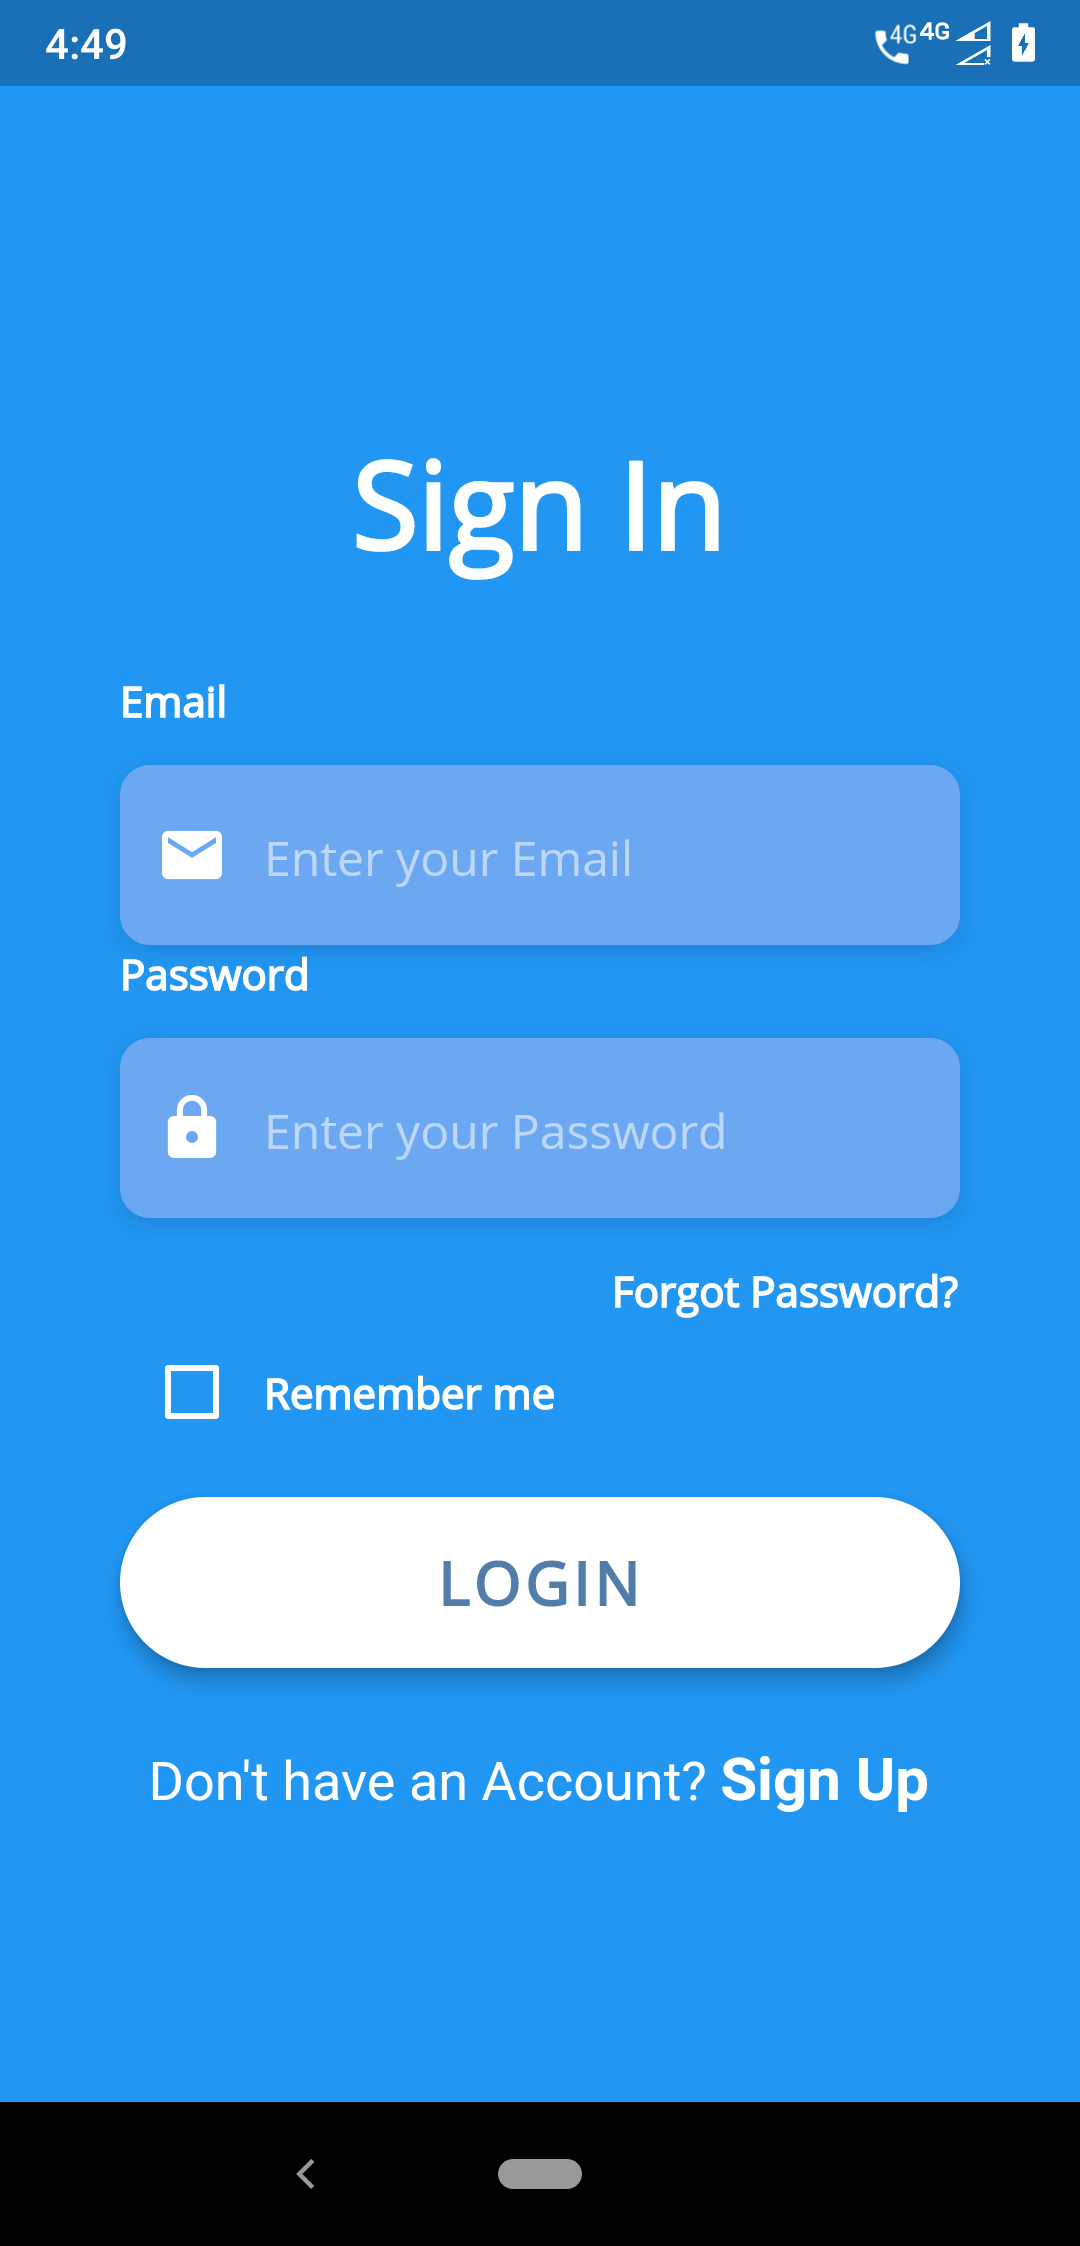 4:49 4G 4G
Sign In
Email
Enter your Email
Password
Enter your Password
Forgot Password?
Remember me
LOGIN
Don't have an Account? Sign Up